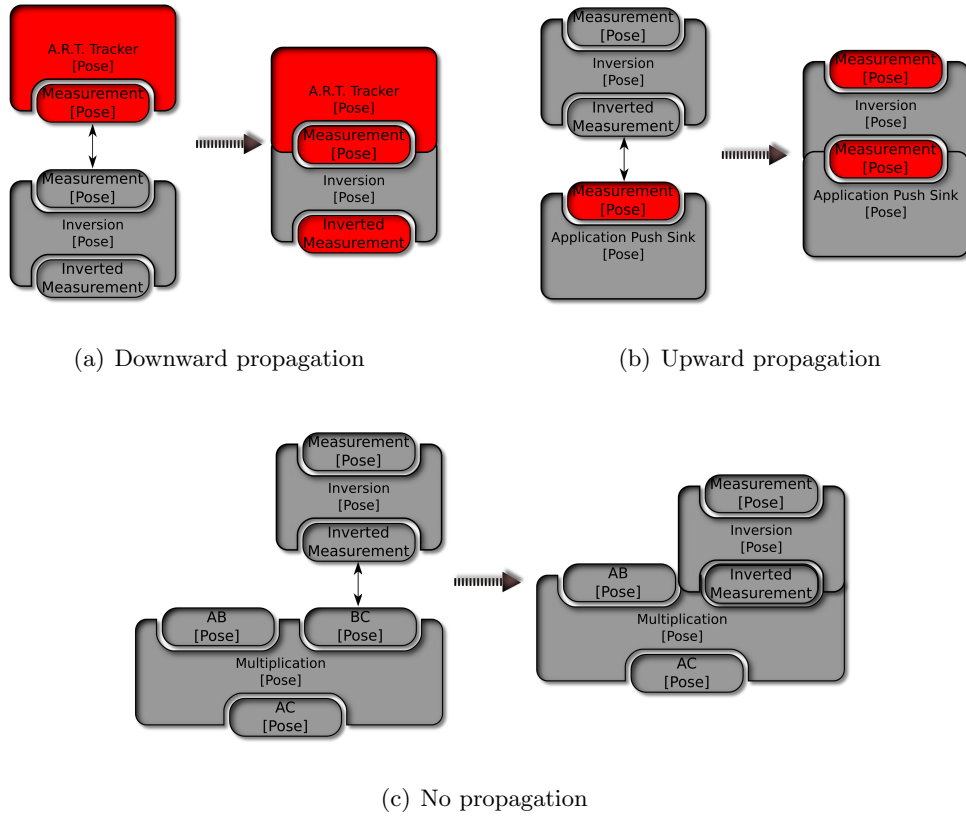 A.R.T. Tracker
[Pose]
Measurement
[Pose]
Measurement
[Pose]
Inversion
[Pose]
Inverted
Measurement
A.R.T. Tracker
[Pose]
Measurement
[Pose]
Inversion
[Pose]
Inverted
Measurement
(a) Downward propagation
Measurement
[Pose]
Inversion
[Pose]
Inverted
Measurement
Measurement
[Pose]
Application Push Sink
[Pose]
Measurement
[Pose]
Inversion
[Pose]
Measurement
[Pose]
Application Push Sink
[Pose]
(b) Upward propagation
Measurement
[Pose]
Inversion
[Pose]
Inverted
Measurement
AB
[Pose]
BC
[Pose]
Multiplication
[Pose]
AC
[Pose]
Measurement
[Pose]
Inversion
[Pose]
Inverted
Measurement
AB
[Pose]
Multiplication
[Pose]
AC
[Pose]
(c) No propagation